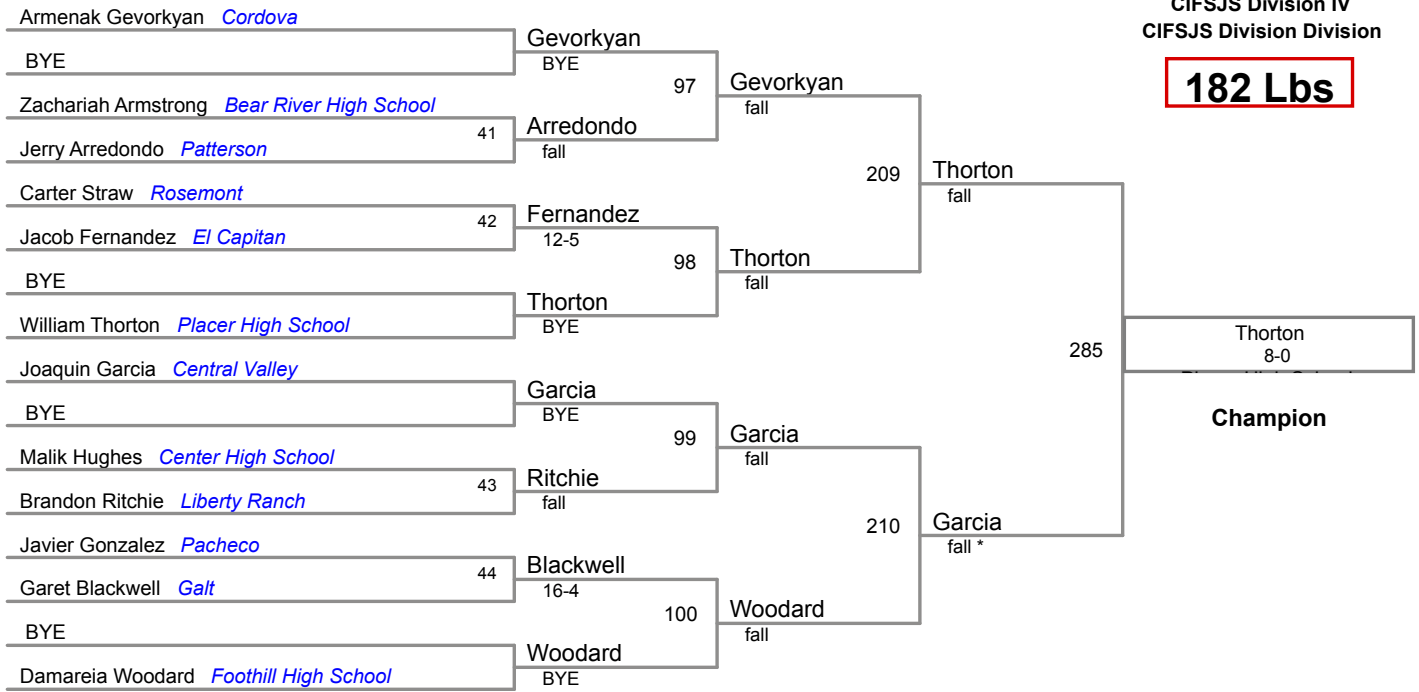 CIFSJS Division IV
CIFSJS Division Division
182 Lbs
Armenak Gevorkyan Cordova
BYE
Zachariah Armstrong Bear River High School
Jerry Arredondo Patterson
Carter Straw Rosemont
Jacob Fernandez El Capitan
BYE
William Thorton Placer High School
Joaquin Garcia Central Valley
BYE
Malik Hughes Center High School
Brandon Ritchie Liberty Ranch
Javier Gonzalez Pacheco
Garet Blackwell Galt
BYE
Damareia Woodard Foothill High School
41
42
43
44
Gevorkyan
BYE
Arredondo
fall
Fernandez
12-5
Thorton
BYE
Garcia
BYE
Ritchie
fall
Blackwell
16-4
Woodard
BYE
97
98
99
100
Gevorkyan
fall
Thorton
fall
Garcia
fall
Woodard
fall
209
210
Thorton
fall
Garcia
fall *
285
Thorton
8-0
Champion